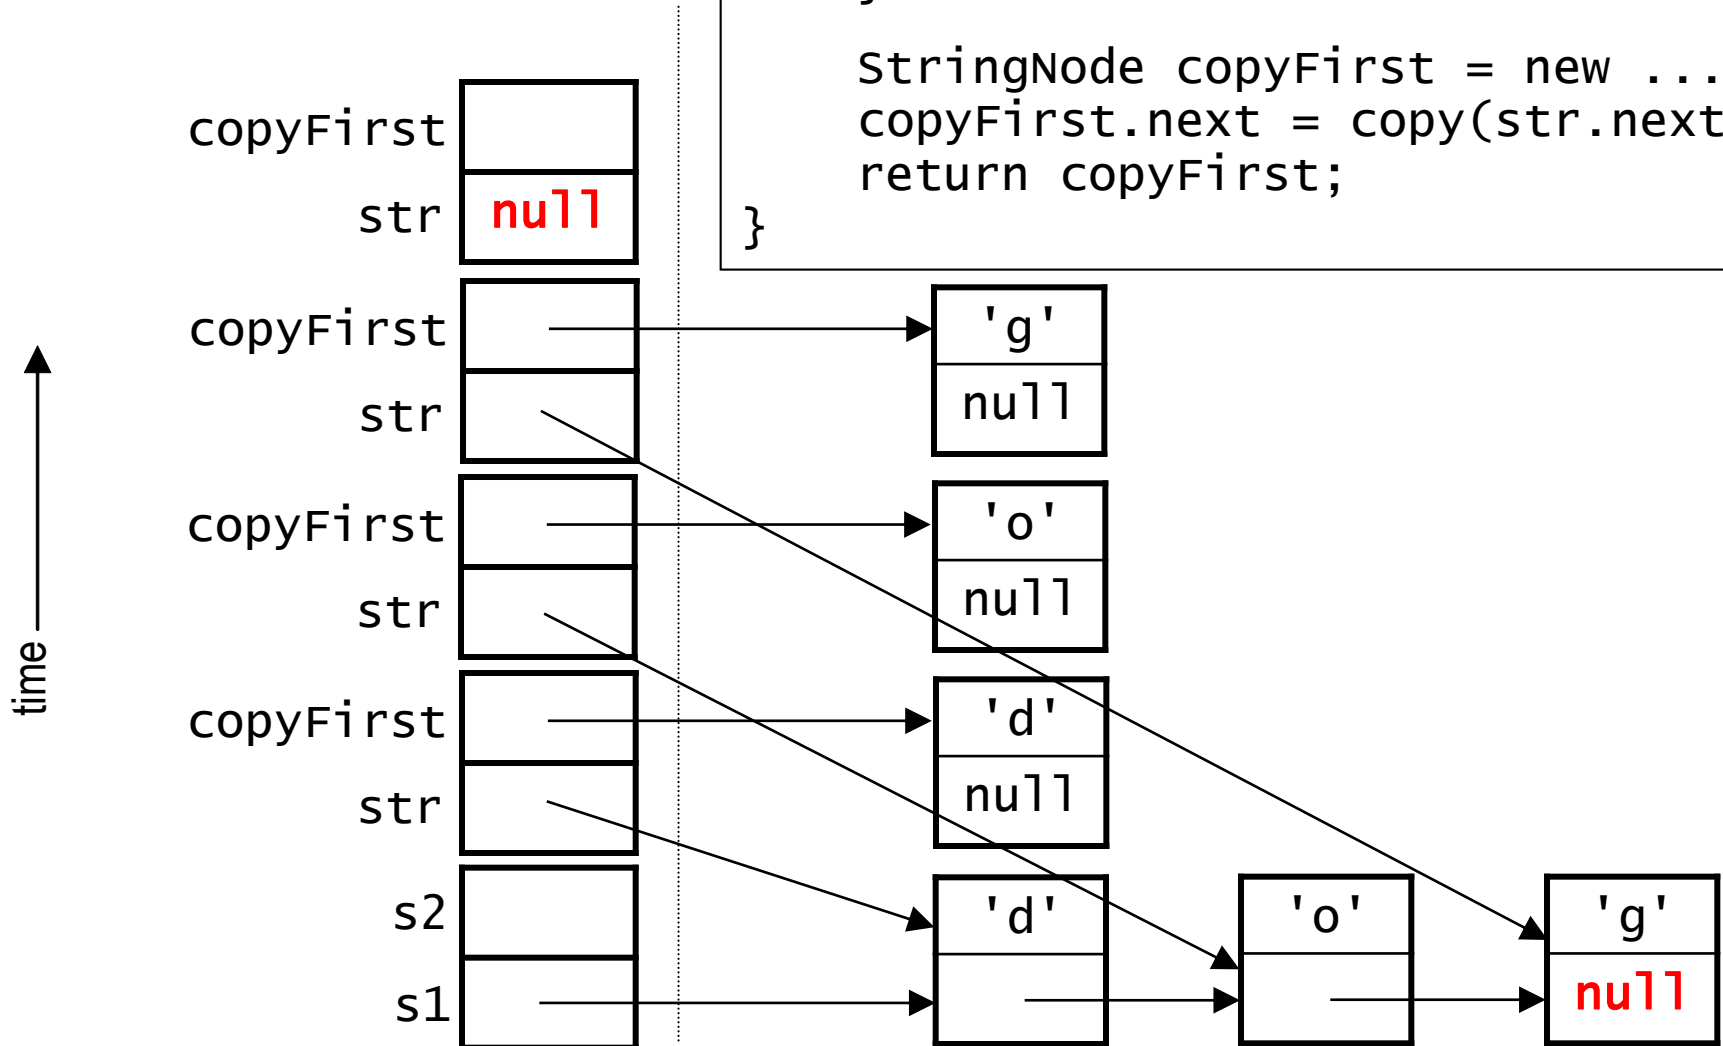 }
StringNode copyFirst = new ...
copyFirst.next = copy(str.next
return copyFirst;
}
copyFirst
str null
copyFirst 'g'
str null
copyFirst 'o'
str null
copyFirst 'd'
str null
time
s2 'd' 'o' 'g'
s1 null